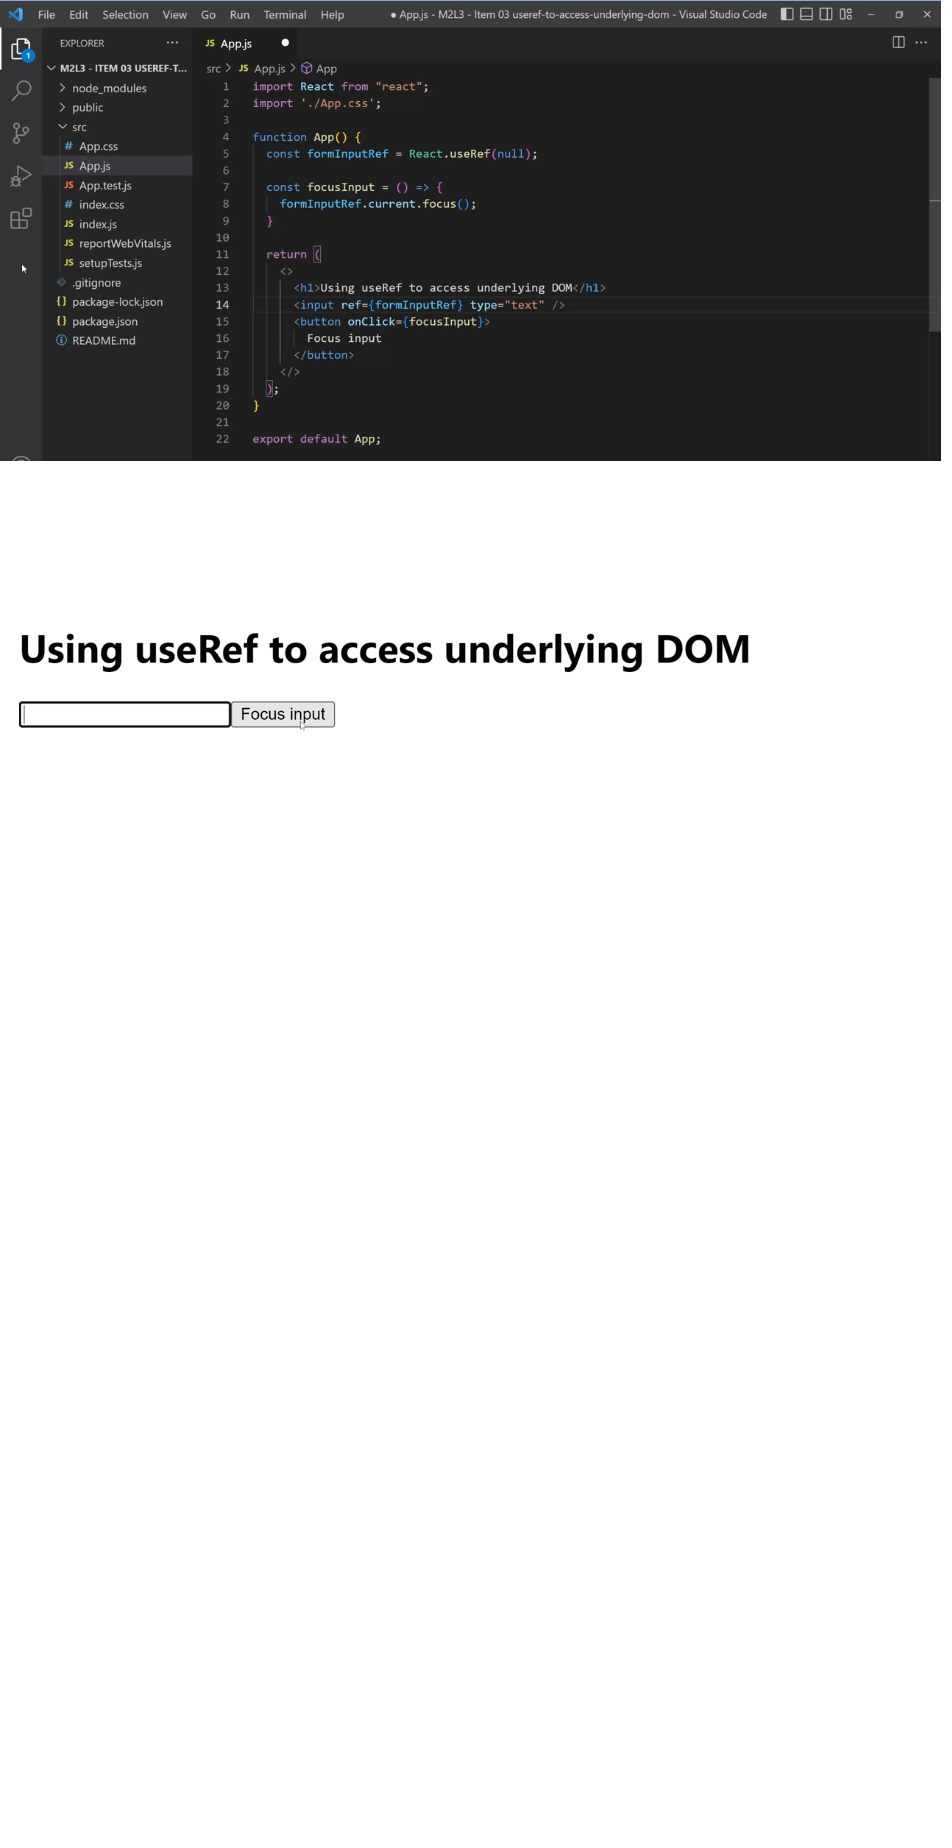 File Edit Selection View Go Run Terminal Help ● App.js - M2L3 - Item 03 useref-to-access-underlying-dom - Visual Studio Code
EXPLORER ···
M2L3 - ITEM 03 USEREF-T...
node_modules
public
src
# App.css
JS App.js
JS App.test.js
# index.css
JS index.js
JS reportWebVitals.js
JS setupTests.js
.gitignore
{} package-lock.json
{} package.json
README.md
1
JS App.js ●
src > JS App.js > App
1 import React from "react";
2 import './App.css';
3
4 function App() {
5 const formInputRef = React.useRef(null);
6
7 const focusInput = () => {
8 formInputRef.current.focus();
9 }
10
11 return (
12 <>
13 <h1>Using useRef to access underlying DOM</h1>
14 <input ref={formInputRef} type="text" />
15 <button onClick={focusInput}>
16 Focus input
17 </button>
18 </>
19 );
20 }
21
22 export default App;
Using useRef to access underlying DOM
Focus input